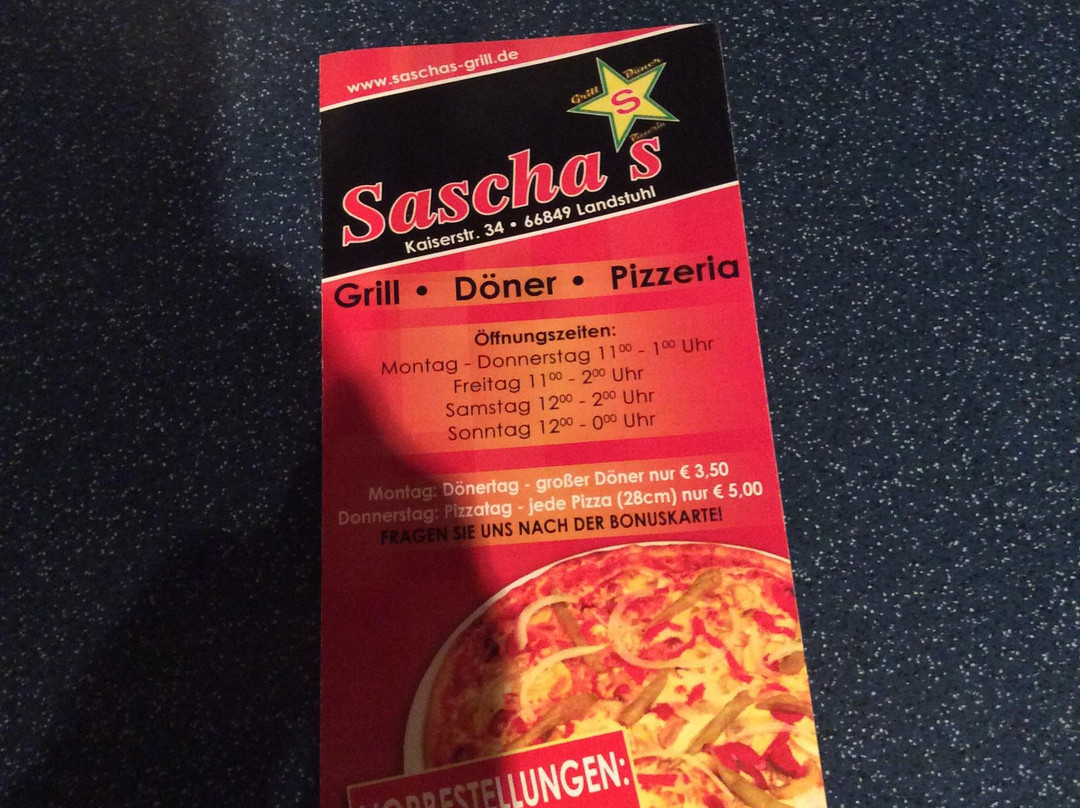 www.saschas-grill.de
Grill Döner
S
Pizzeria
Sascha's
Kaiserstr. 34 • 66849 Landstuhl
Grill • Döner • Pizzeria
Öffnungszeiten:
Montag - Donnerstag 11⁰⁰ - 1⁰⁰ Uhr
Freitag 11⁰⁰ - 2⁰⁰ Uhr
Samstag 12⁰⁰ - 2⁰⁰ Uhr
Sonntag 12⁰⁰ - 0⁰⁰ Uhr
Montag: Dönertag - großer Döner nur € 3,50
Donnerstag: Pizzatag - jede Pizza (28cm) nur € 5,00
FRAGEN SIE UNS NACH DER BONUSKARTE!
VORBESTELLUNGEN: